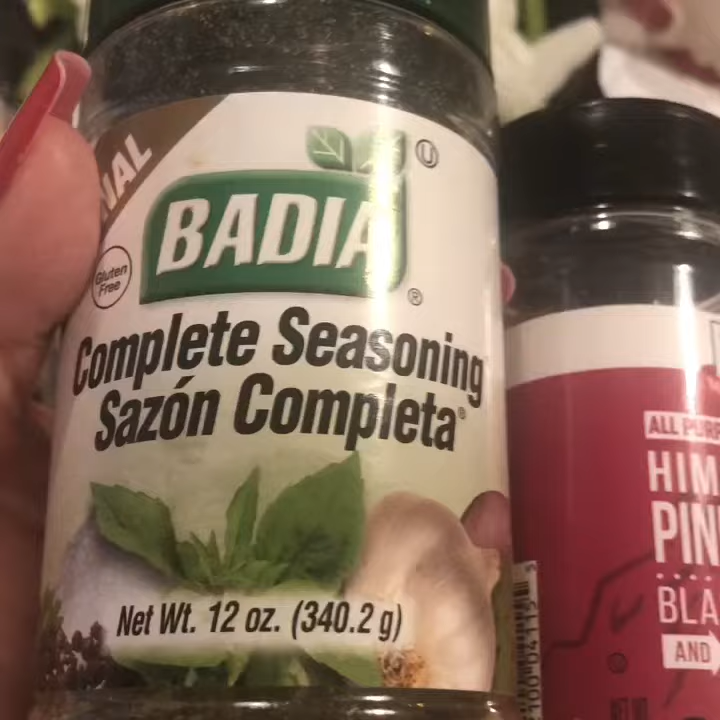 NAL
U
BADIA
®
Gluten
Free
Complete Seasoning
Sazón Completa®
Net Wt. 12 oz. (340.2 g)
ALL PURP
HIM
PIN
BLA
AND